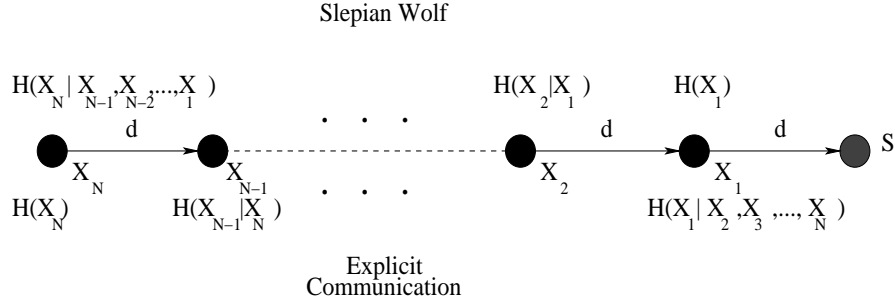 Slepian Wolf
H(X_N | X_{N-1}, X_{N-2},...,X_1) H(X_2|X_1) H(X_1)
. . .
d d d
S
X_N X_{N-1} X_2 X_1
. . .
H(X_N) H(X_{N-1}|X_N) H(X_1| X_2 ,X_3 ,..., X_N)
Explicit
Communication